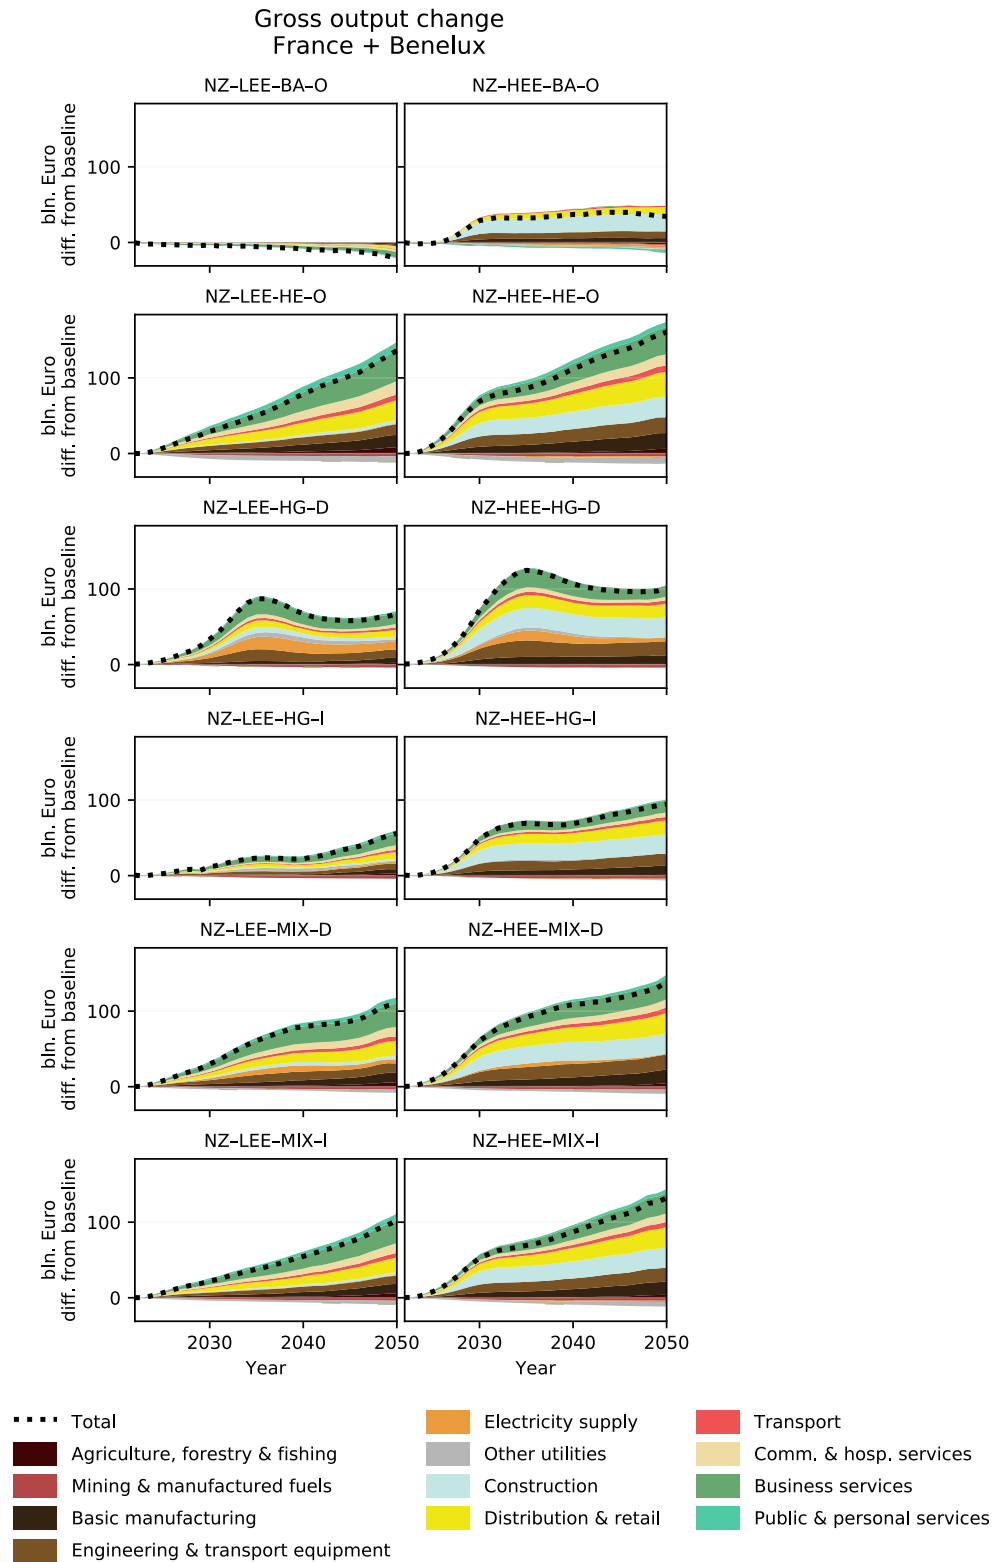 Gross output change
France + Benelux
NZ–LEE–BA–O
NZ–HEE–BA–O
bln. Euro
diff. from baseline
100
0
NZ–LEE–HE–O
NZ–HEE–HE–O
bln. Euro
diff. from baseline
100
0
NZ–LEE–HG–D
NZ–HEE–HG–D
bln. Euro
diff. from baseline
100
0
NZ–LEE–HG–I
NZ–HEE–HG–I
bln. Euro
diff. from baseline
100
0
NZ–LEE–MIX–D
NZ–HEE–MIX–D
bln. Euro
diff. from baseline
100
0
NZ–LEE–MIX–I
NZ–HEE–MIX–I
bln. Euro
diff. from baseline
100
0
2030 2040 2050 2030 2040 2050
Year Year
Total
Agriculture, forestry & fishing
Mining & manufactured fuels
Basic manufacturing
Engineering & transport equipment
Electricity supply
Other utilities
Construction
Distribution & retail
Transport
Comm. & hosp. services
Business services
Public & personal services